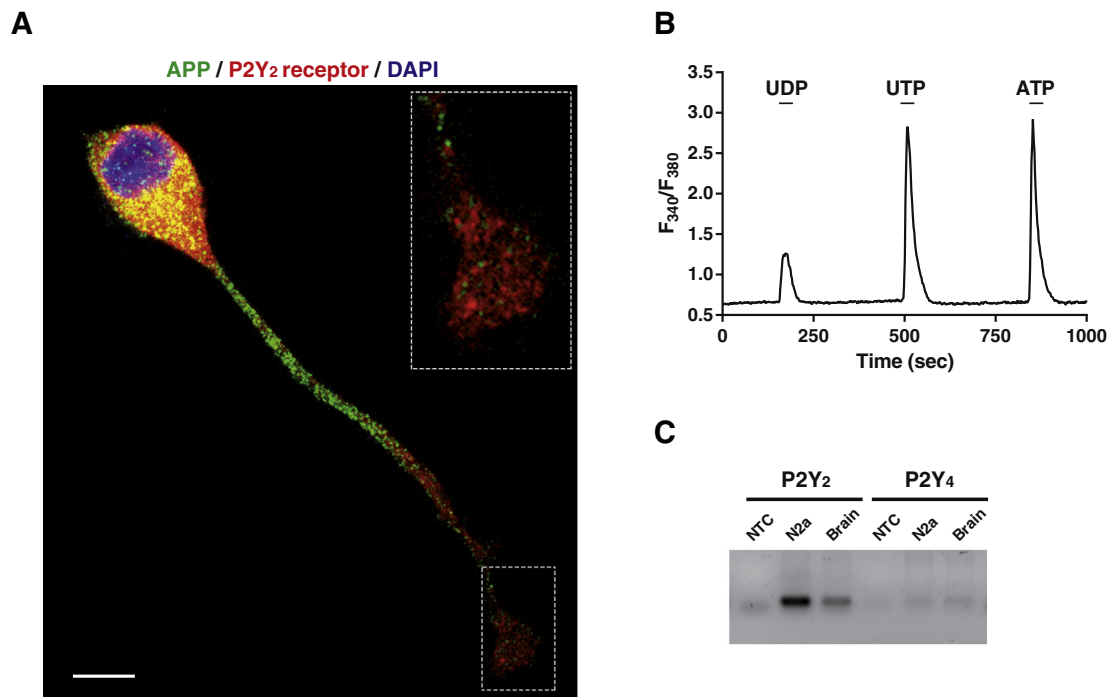 A
APP / P2Y2 receptor / DAPI
B
3.5
3.0
2.5
2.0
1.5
1.0
0.5
F340/F380
UDP
UTP
ATP
0
250
500
750
1000
Time (sec)
C
P2Y2
P2Y4
NTC
N2a
Brain
NTC
N2a
Brain